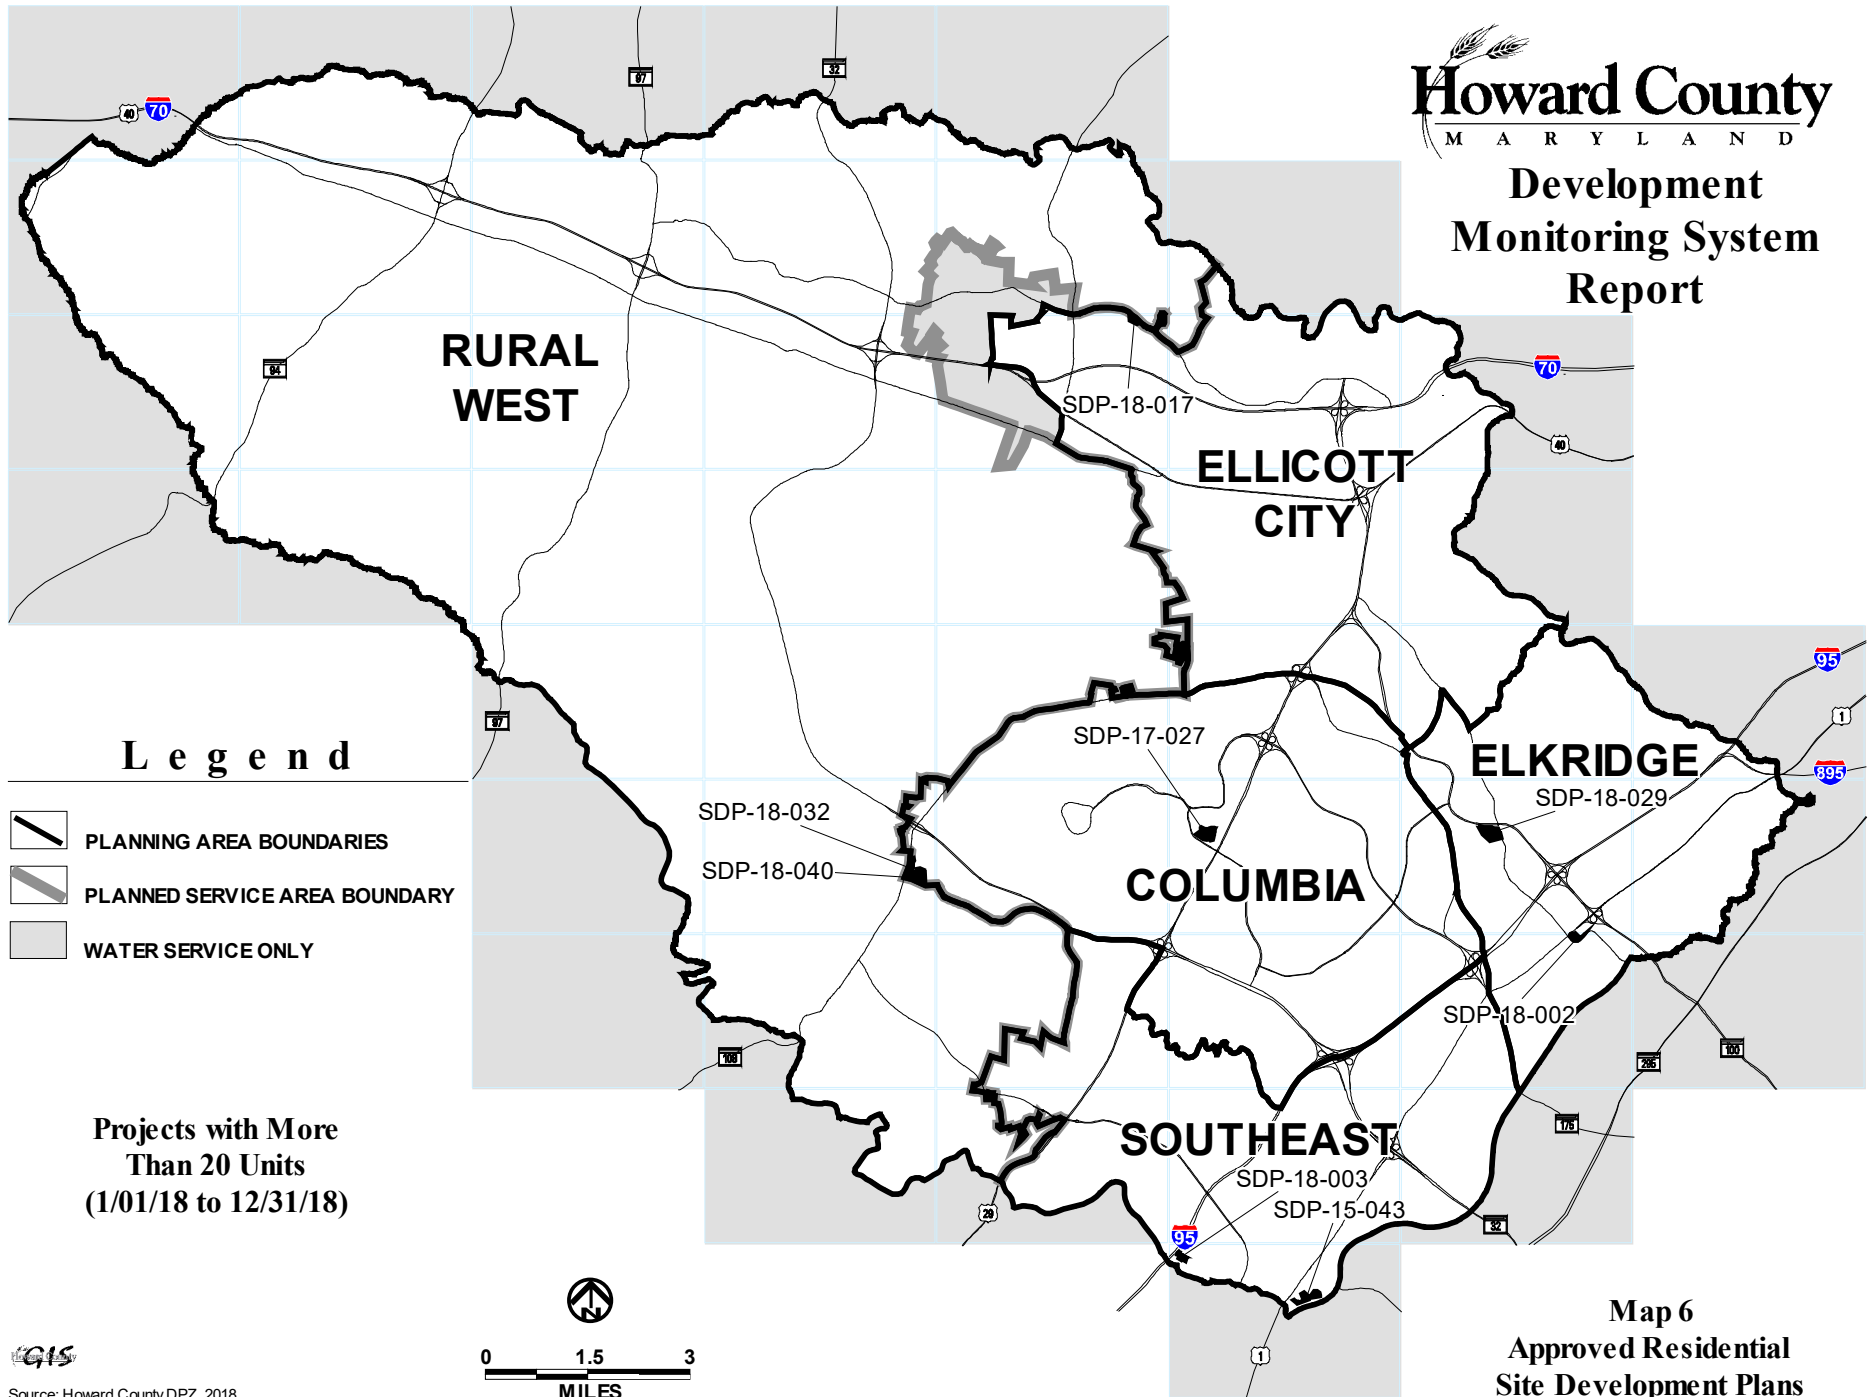 Howard County
MARYLAND
Development
Monitoring System
Report
97
32
40
70
RURAL
WEST
94
70
SDP-18-017
40
ELLICOTT
CITY
95
97
1
Legend
SDP-17-027
ELKRIDGE
895
SDP-18-029
SDP-18-032
PLANNING AREA BOUNDARIES
SDP-18-040
COLUMBIA
PLANNED SERVICE AREA BOUNDARY
WATER SERVICE ONLY
SDP-18-002
108
100
295
Projects with More
Than 20 Units
(1/01/18 to 12/31/18)
175
SOUTHEAST
SDP-18-003
SDP-15-043
29
32
95
N
Map 6
Approved Residential
Site Development Plans
GIS
Howard County
0 1.5 3
MILES
1
Source: Howard County DPZ, 2018